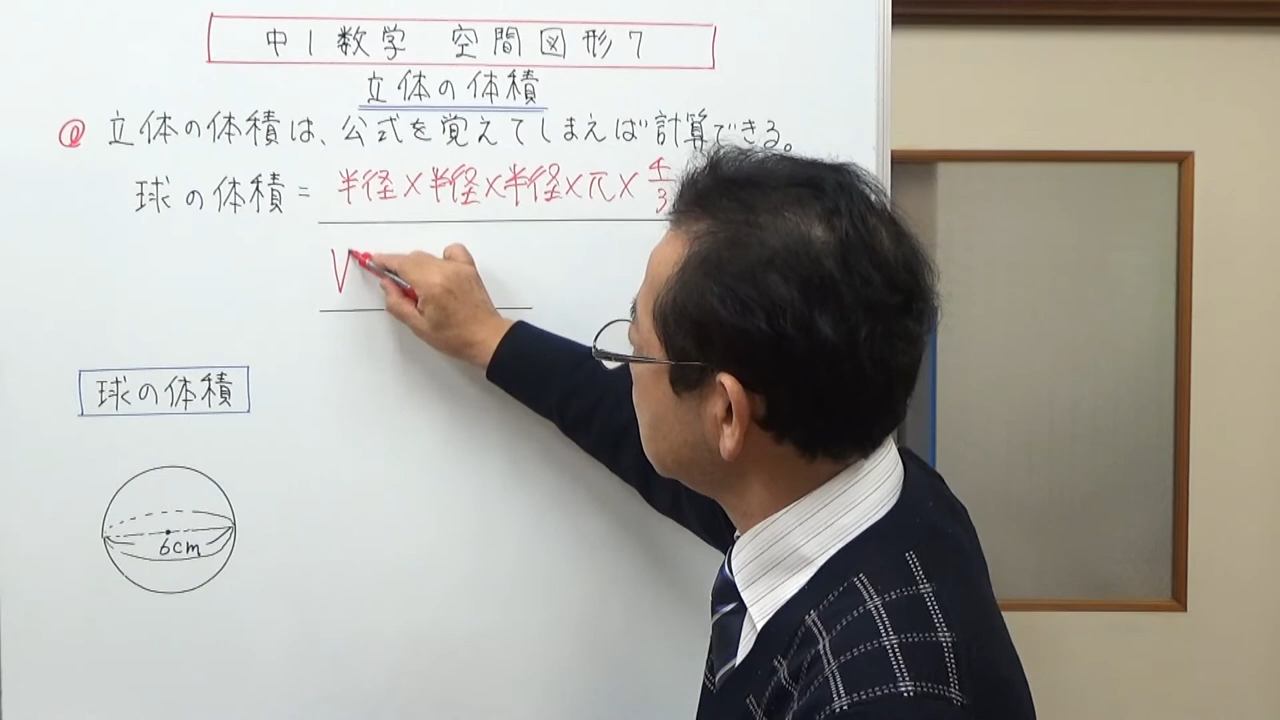 中1数学 空間図形7
立体の体積
立体の体積は、公式を覚えてしまえば計算できる。
球の体積=半径×半径×半径×π×4/3
V
球の体積
6cm